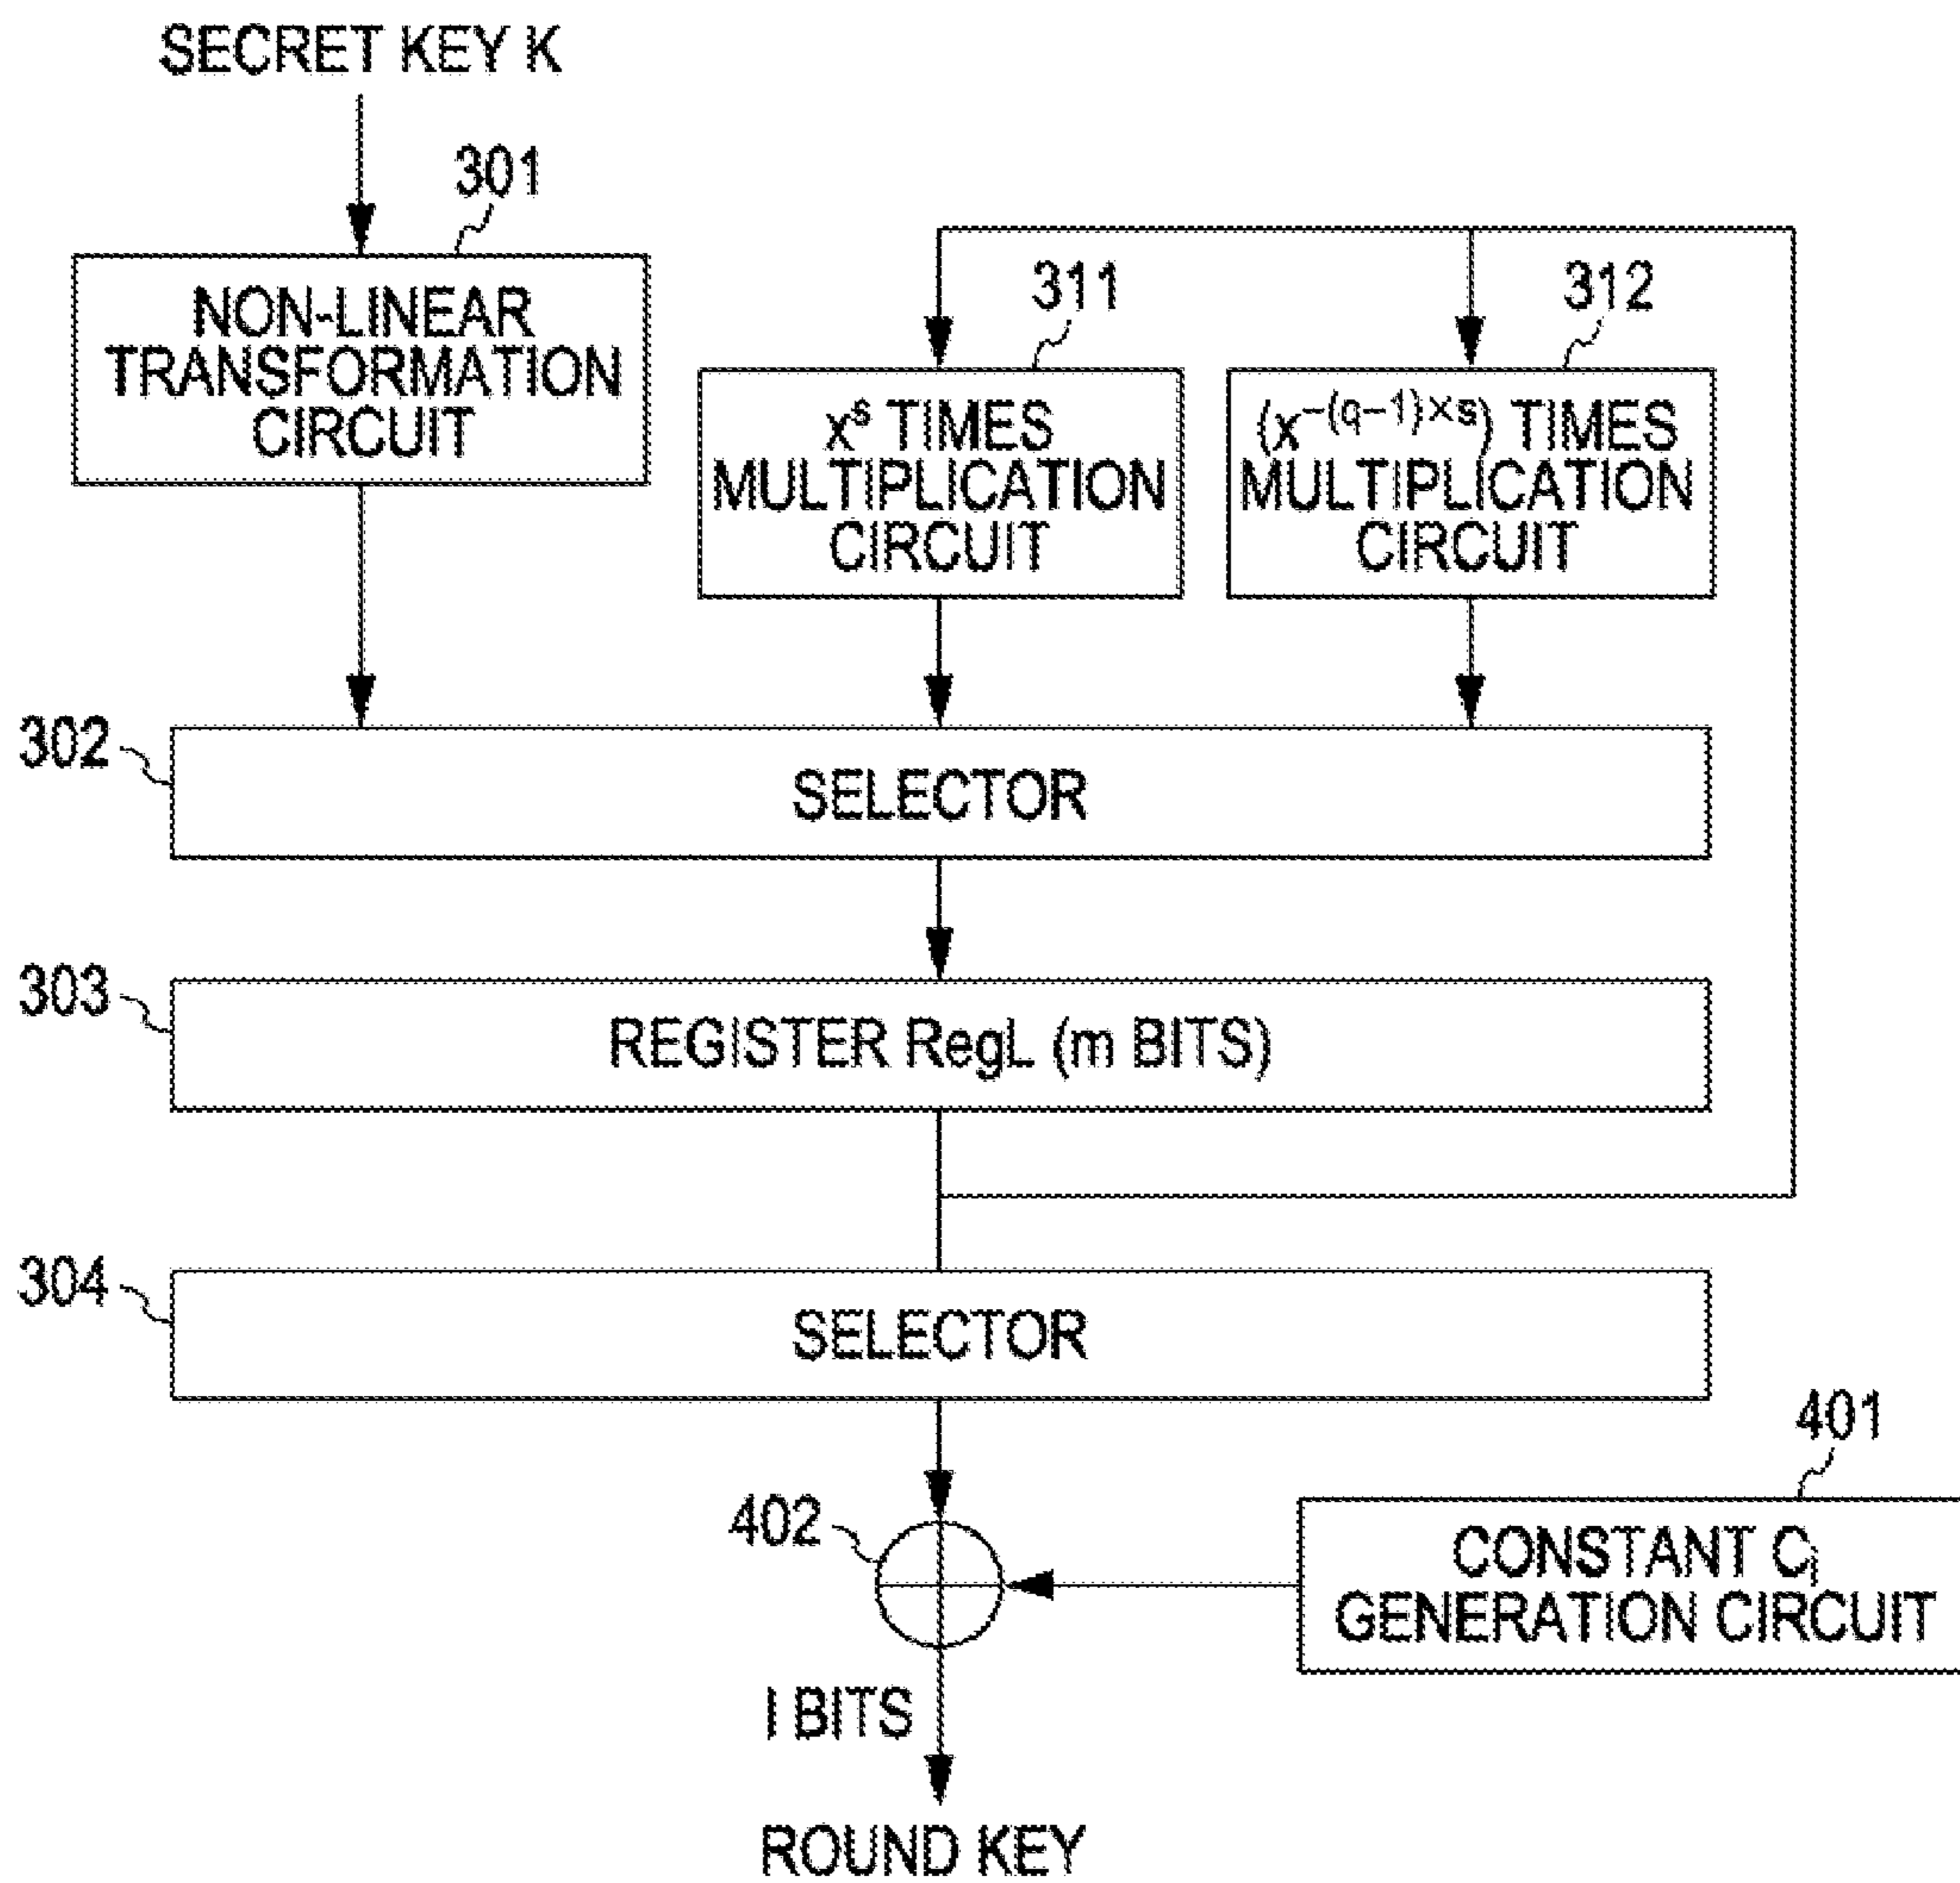 SECRET KEY K
301
NON-LINEAR
TRANSFORMATION
CIRCUIT
311
x^s TIMES
MULTIPLICATION
CIRCUIT
312
(x^-(q-1)×s) TIMES
MULTIPLICATION
CIRCUIT
302
SELECTOR
303
REGISTER RegL (m BITS)
304
SELECTOR
401
402
CONSTANT Ci
GENERATION CIRCUIT
l BITS
ROUND KEY